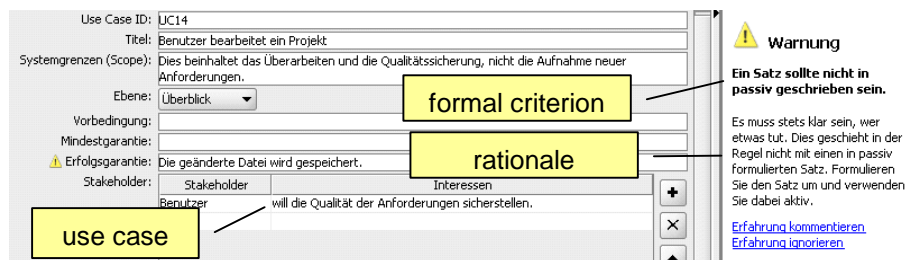 Use Case ID: UC14
Titel: Benutzer bearbeitet ein Projekt
Systemgrenzen (Scope): Dies beinhaltet das Überarbeiten und die Qualitätssicherung, nicht die Aufnahme neuer
Anforderungen.
Ebene: Überblick
Vorbedingung:
Mindestgarantie:
Erfolgsgarantie: Die geänderte Datei wird gespeichert.
Stakeholder: Stakeholder Interessen
Benutzer will die Qualität der Anforderungen sicherstellen.
formal criterion
rationale
use case
Warnung
Ein Satz sollte nicht in
passiv geschrieben sein.
Es muss stets klar sein, wer
etwas tut. Dies geschieht in der
Regel nicht mit einen in passiv
formulierten Satz. Formulieren
Sie den Satz um und verwenden
Sie dabei aktiv.
Erfahrung kommentieren
Erfahrung ignorieren